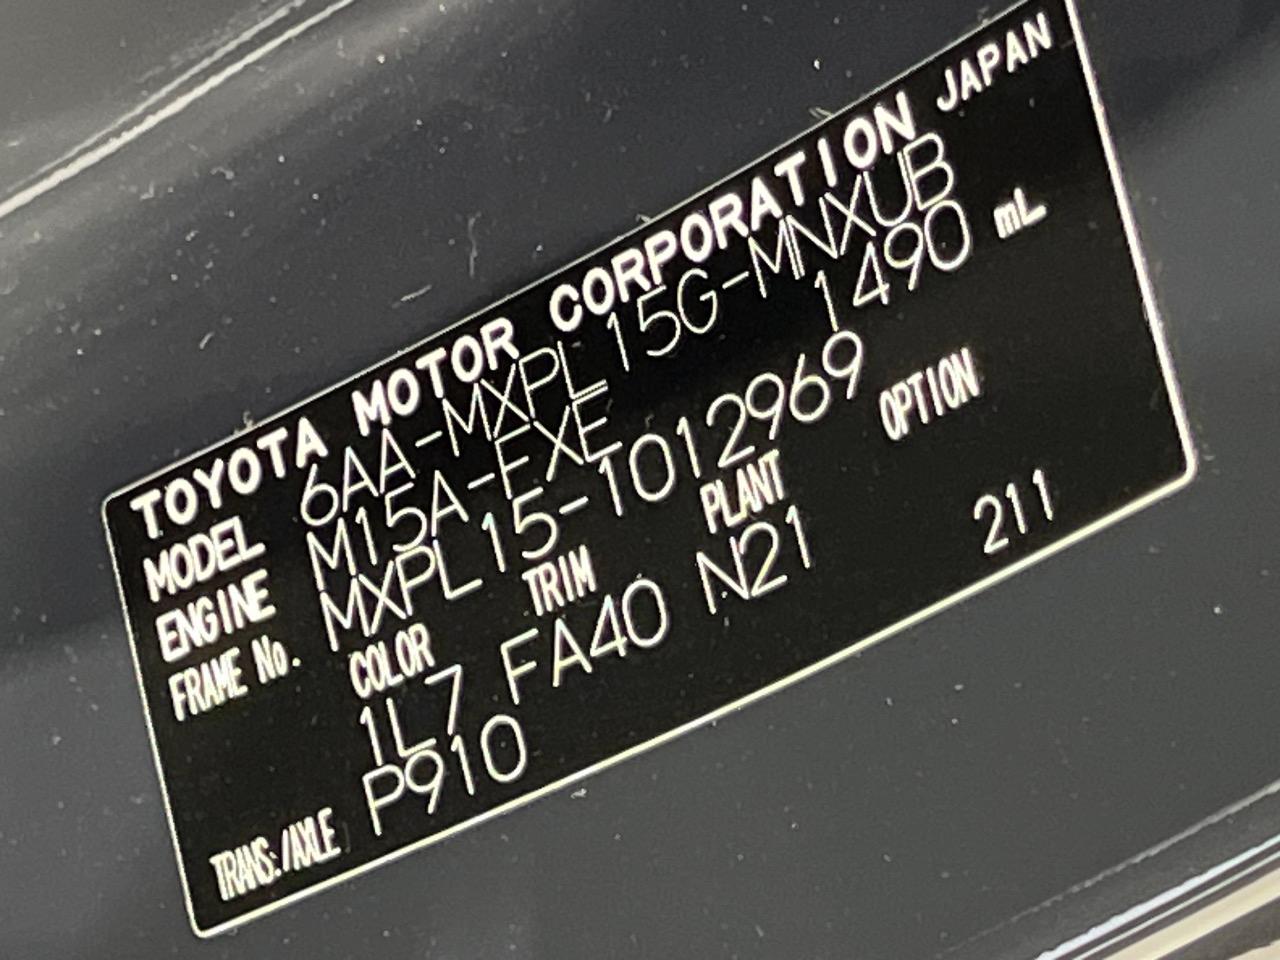 TOYOTA MOTOR CORPORATION JAPAN
MODEL 6AA-MXPL15G-MNXUB
ENGINE M15A-FXE 1490 mL
FRAME No. MXPL15-1012969
COLOR TRIM PLANT OPTION
1L7 FA40 N21 211
TRANS./AXLE P910